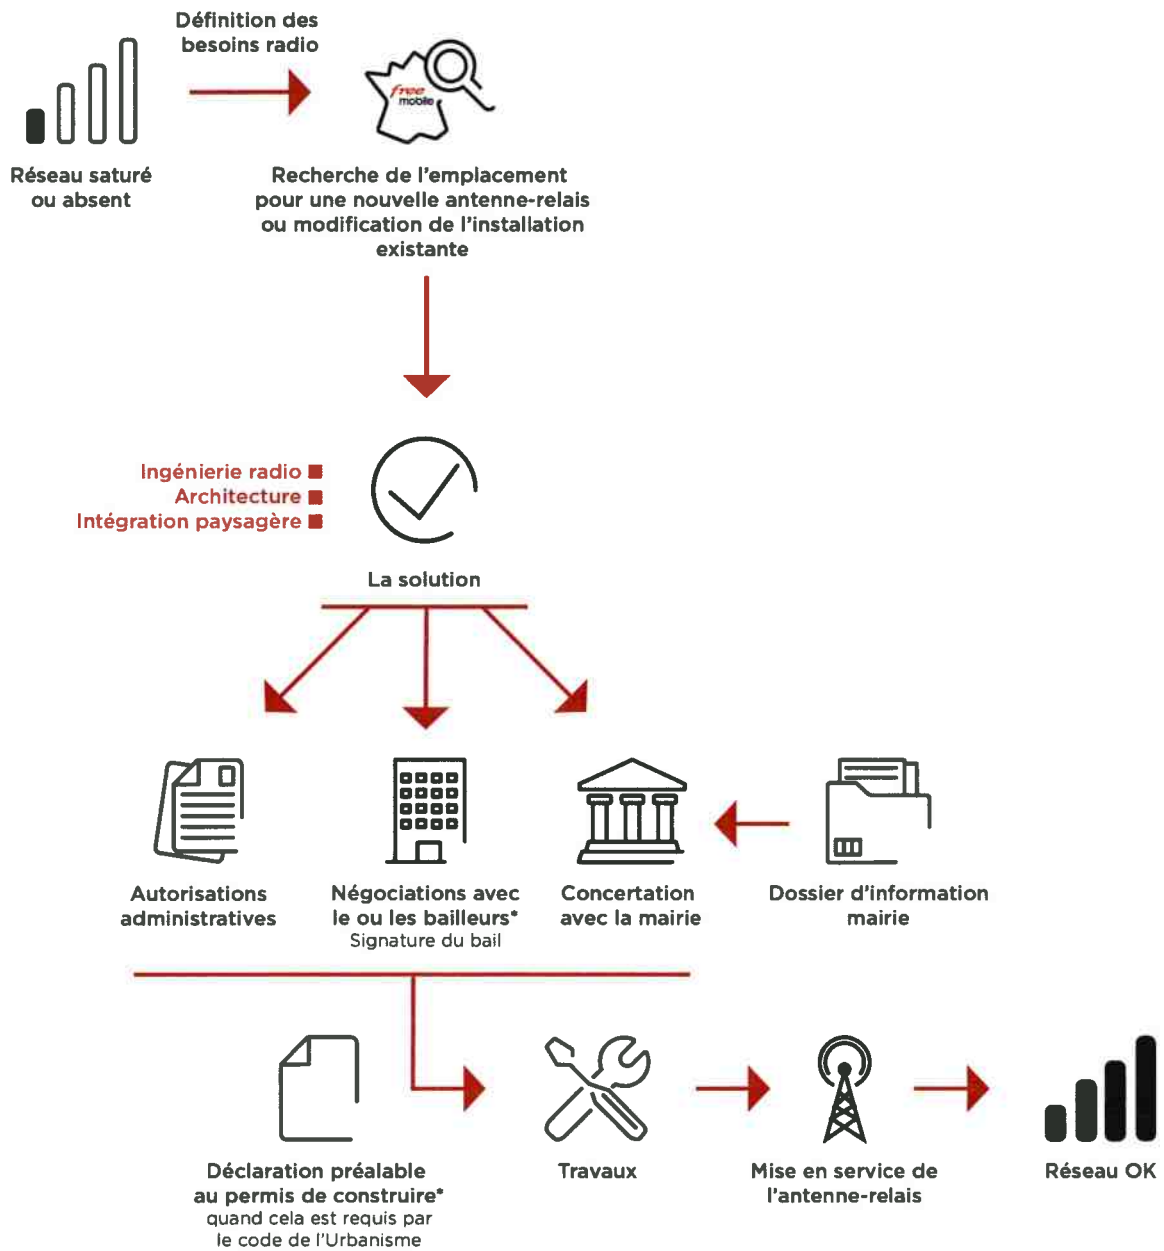 Définition des
besoins radio
free
mobile
Réseau saturé
ou absent
Recherche de l'emplacement
pour une nouvelle antenne-relais
ou modification de l'installation
existante
Ingénierie radio
Architecture
Intégration paysagère
La solution
Autorisations
administratives
Négociations avec
le ou les bailleurs*
Signature du bail
Concertation
avec la mairie
Dossier d'information
mairie
Déclaration préalable
au permis de construire*
quand cela est requis par
le code de l'Urbanisme
Travaux
Mise en service de
l'antenne-relais
Réseau OK